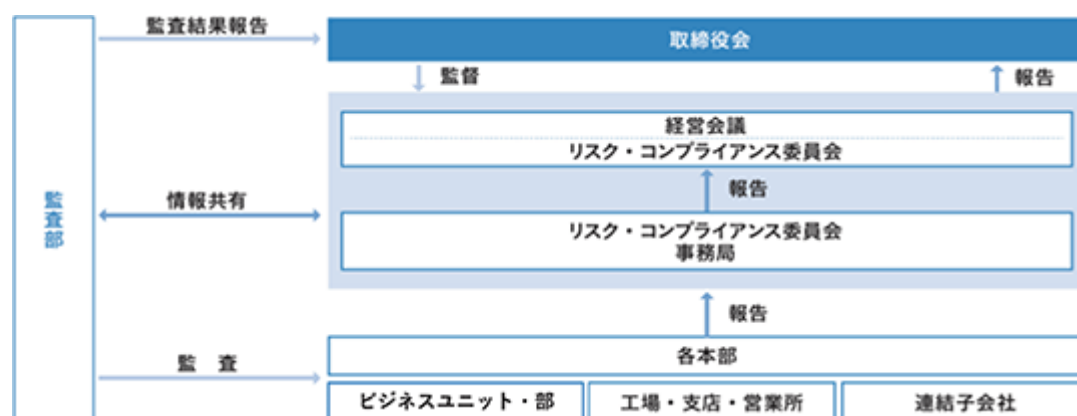 監査結果報告
取締役会
監督
報告
経営会議
リスク・コンプライアンス委員会
報告
監査部
情報共有
リスク・コンプライアンス委員会
事務局
報告
各本部
監　査
ビジネスユニット・部
工場・支店・営業所
連結子会社